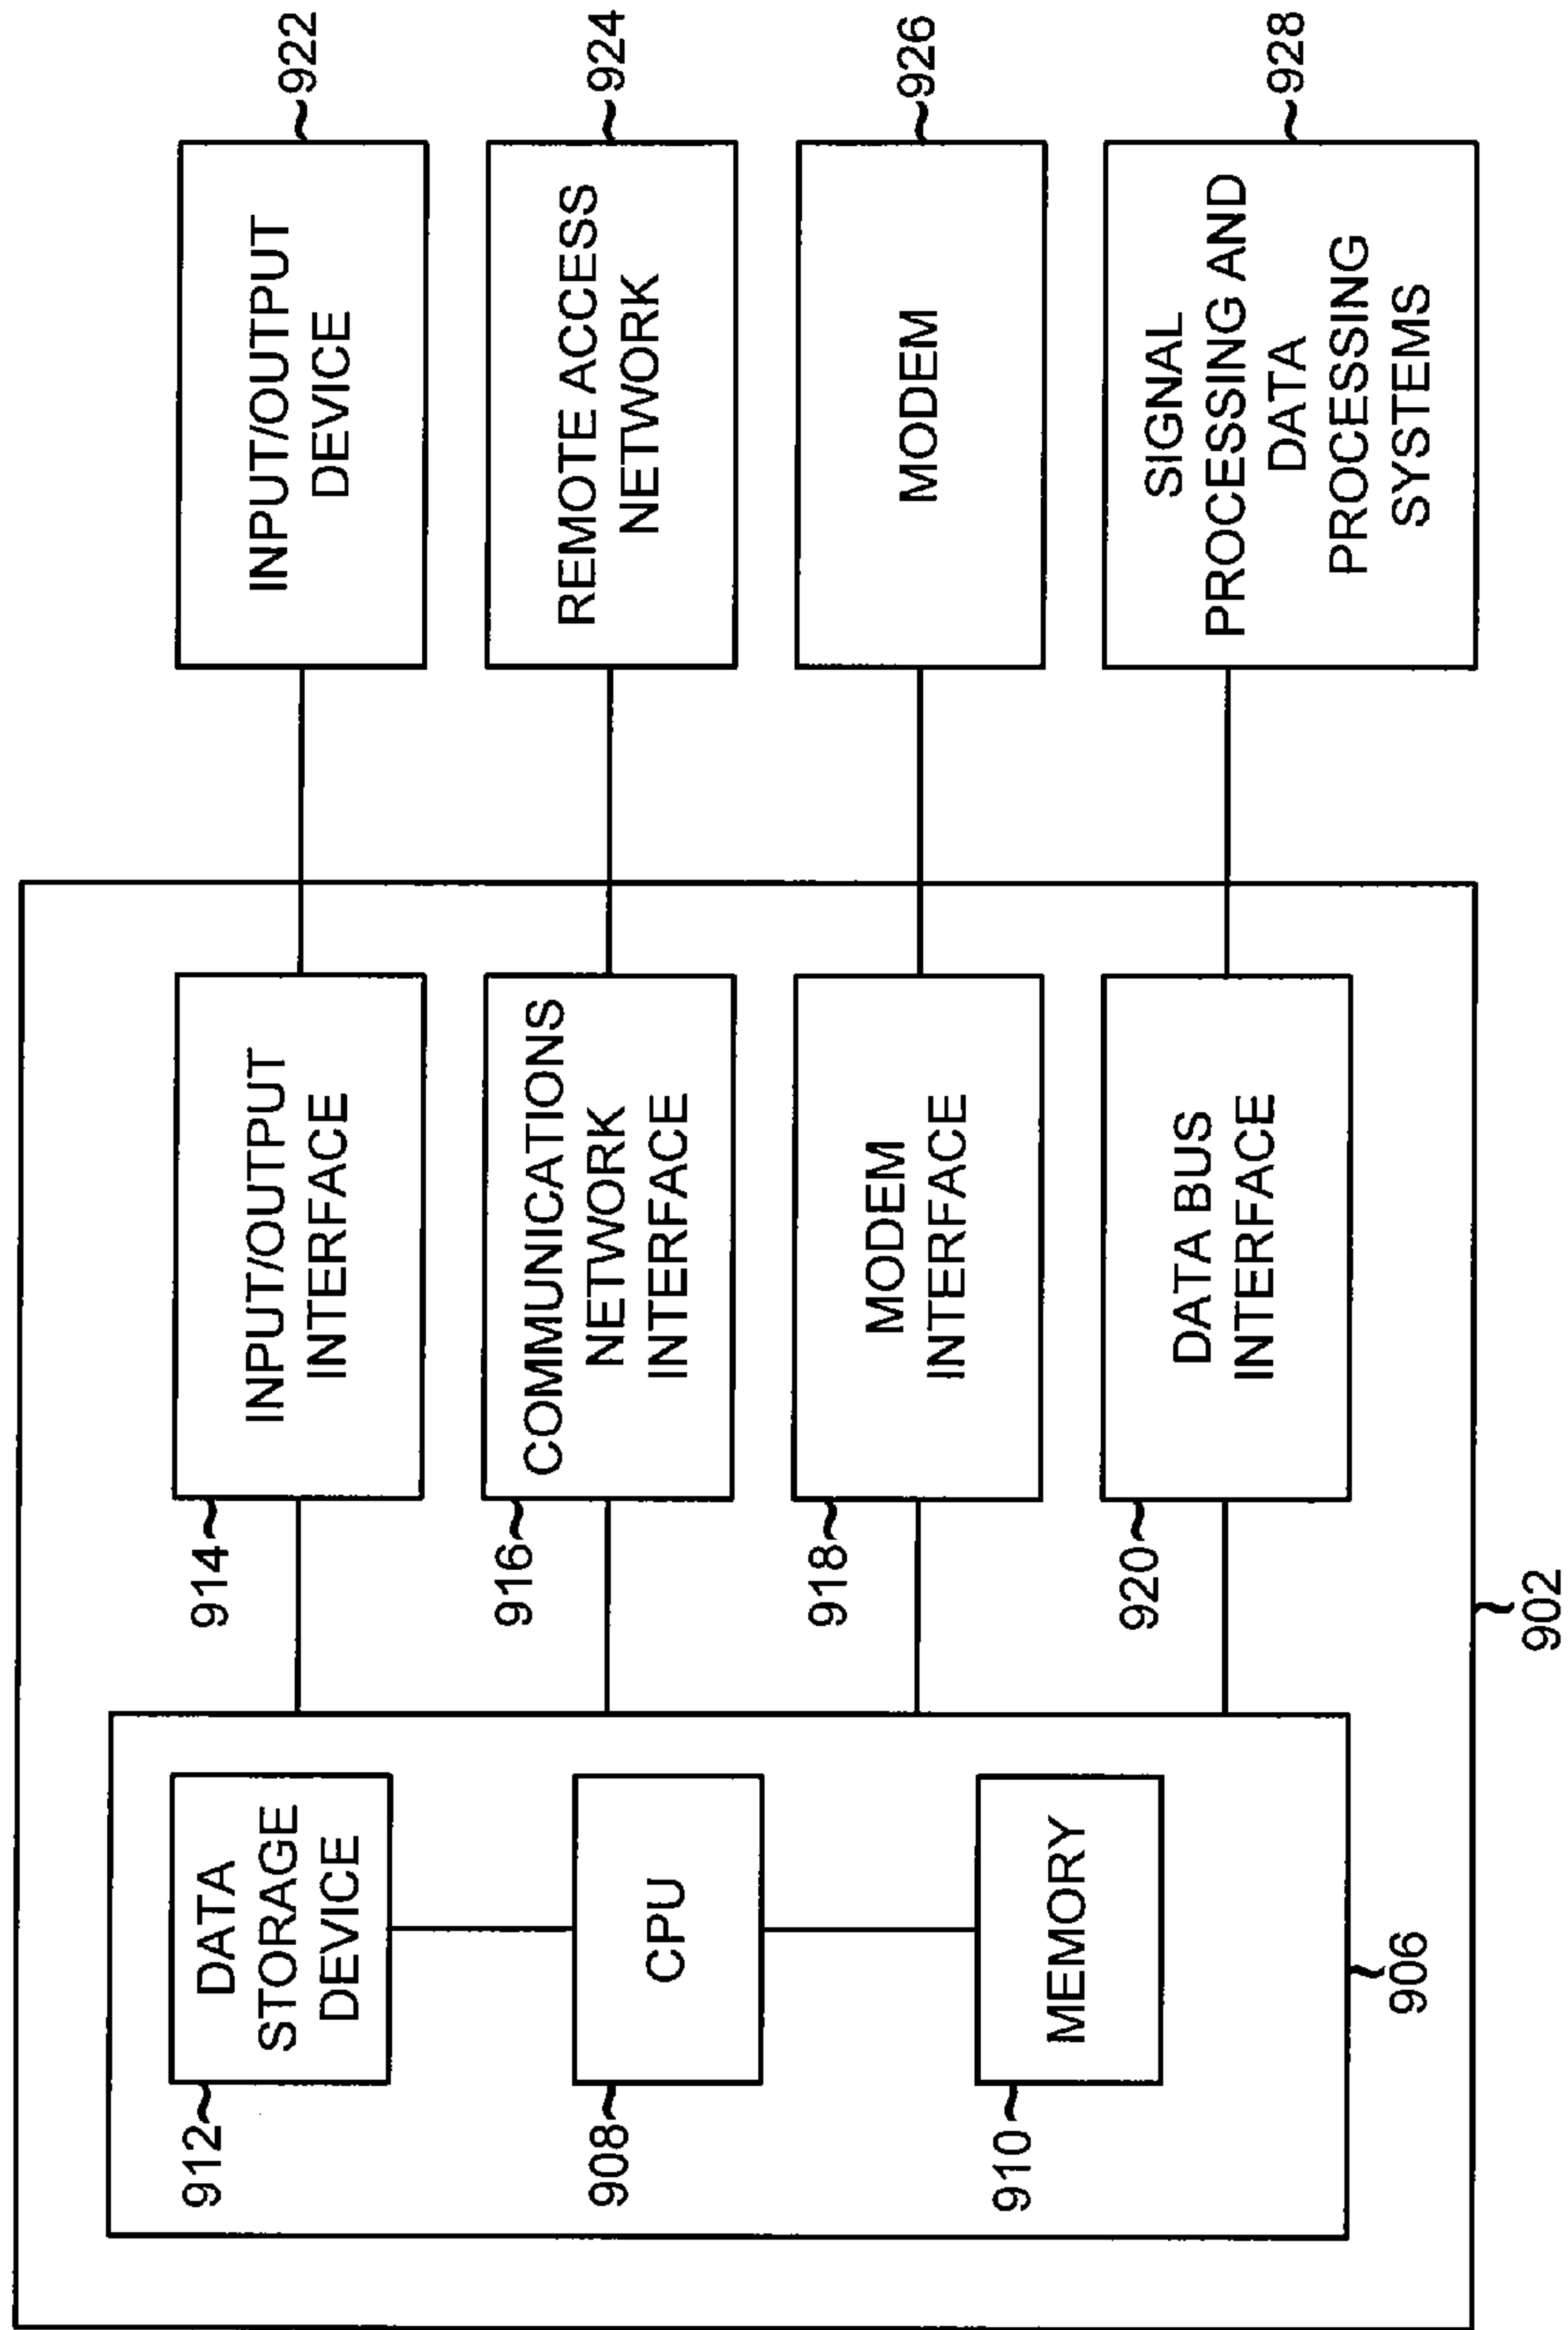 912
DATA
STORAGE
DEVICE
908
CPU
910
MEMORY
906
914
INPUT/OUTPUT
INTERFACE
916
COMMUNICATIONS
NETWORK
INTERFACE
918
MODEM
INTERFACE
920
DATA BUS
INTERFACE
902
INPUT/OUTPUT
DEVICE
922
REMOTE ACCESS
NETWORK
924
MODEM
926
SIGNAL
PROCESSING AND
DATA
PROCESSING
SYSTEMS
928